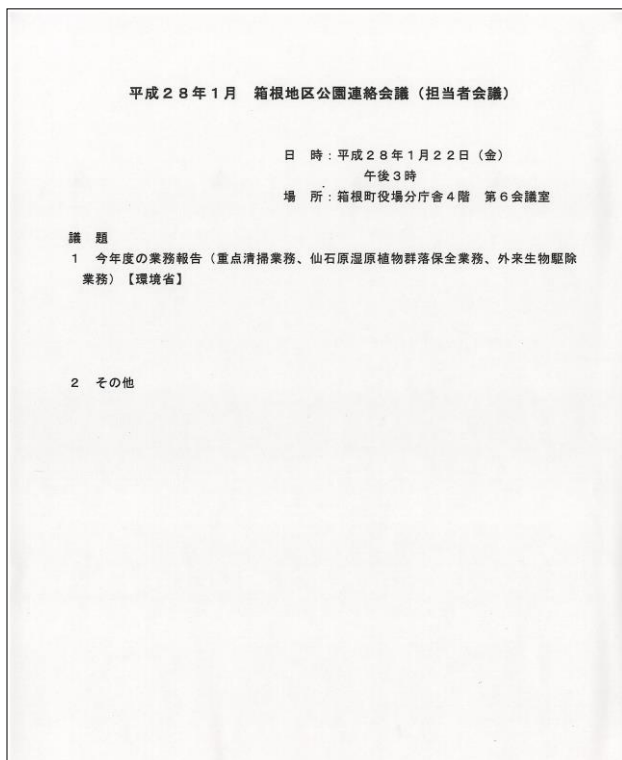 平成２８年１月　箱根地区公園連絡会議（担当者会議）
日　時：平成２８年１月２２日（金）
午後３時
場　所：箱根町役場分庁舎４階　第６会議室
議　題
１　今年度の業務報告（重点清掃業務、仙石原湿原植物群落保全業務、外来生物駆除
業務）【環境省】
２　その他